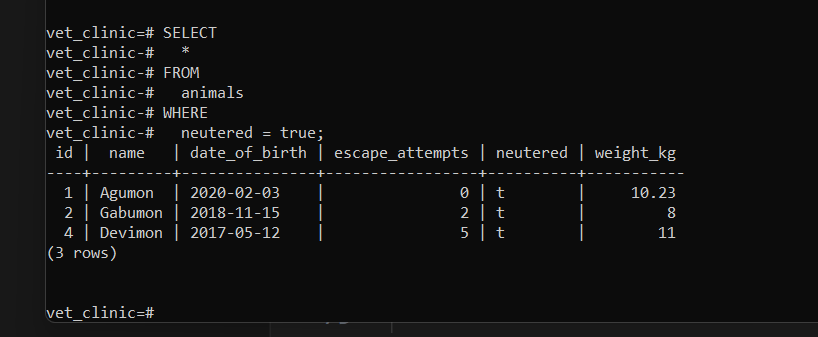 vet_clinic=# SELECT
vet_clinic-#   *
vet_clinic-# FROM
vet_clinic-#   animals
vet_clinic-# WHERE
vet_clinic-#   neutered = true;
 id |  name   | date_of_birth | escape_attempts | neutered | weight_kg
----+---------+---------------+-----------------+----------+-----------
  1 | Agumon  | 2020-02-03    |               0 | t        |     10.23
  2 | Gabumon | 2018-11-15    |               2 | t        |         8
  4 | Devimon | 2017-05-12    |               5 | t        |        11
(3 rows)
vet_clinic=#